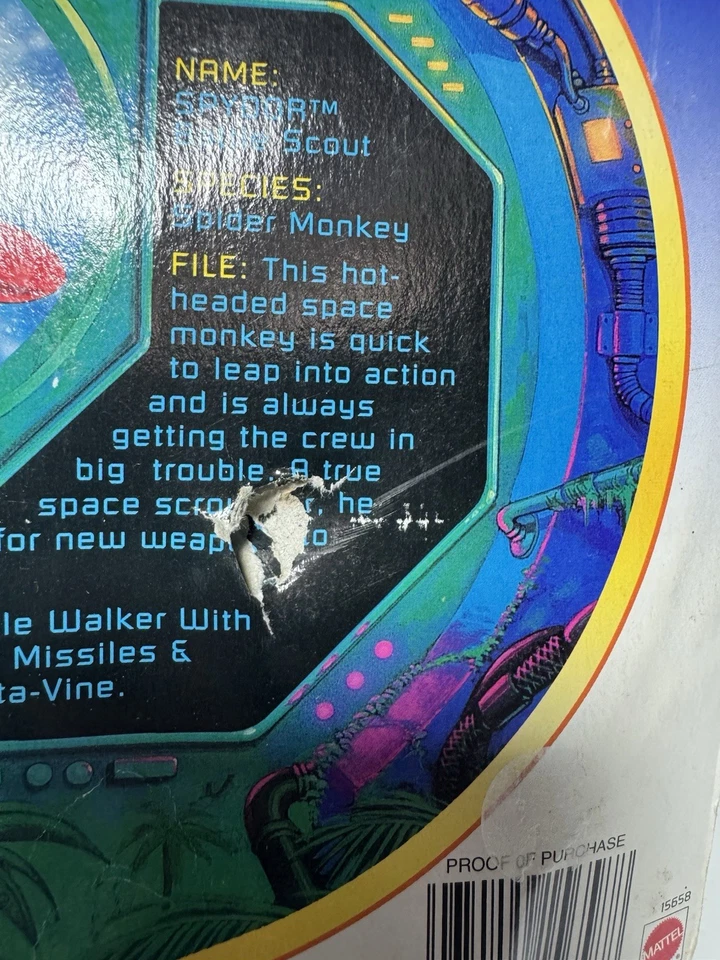 NAME:
SPYDOR™
Scout
SPECIES:
Spider Monkey
FILE: This hot-
headed space
monkey is quick
to leap into action
and is always
getting the crew in
big trouble. A true
space he
for new
le Walker With
Missiles &
ta-Vine.
PROOF OF PURCHASE
15658
MATTEL